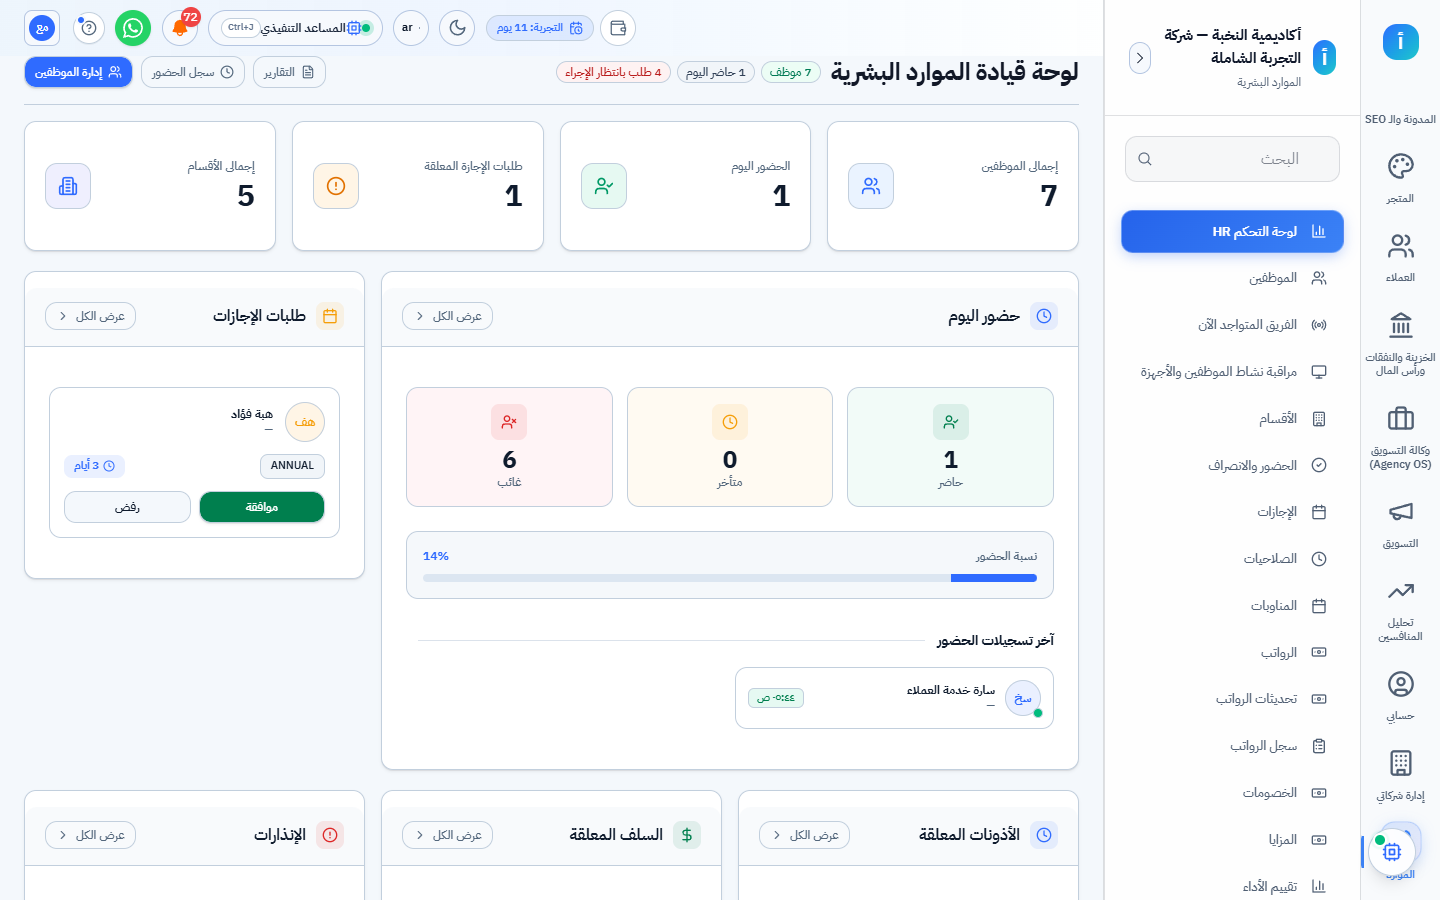 أ
المدونة والـ SEO
المتجر
العملاء
الخزينة والنفقات
ورأس المال
وكالة التسويق
(Agency OS)
التسويق
تحليل
المنافسين
حسابي
إدارة شركاتي
الموارد
أ
أكاديمية النخبة — شركة
التجربة الشاملة
الموارد البشرية
البحث
لوحة التحكم HR
الموظفين
الفريق المتواجد الآن
مراقبة نشاط الموظفين والأجهزة
الأقسام
الحضور والانصراف
الإجازات
الصلاحيات
المناوبات
الرواتب
تحديثات الرواتب
سجل الرواتب
الخصومات
المزايا
تقييم الأداء
التجربة: 11 يوم
ar
المساعد التنفيذي
Ctrl+J
72
مع
لوحة قيادة الموارد البشرية
7 موظف
1 حاضر اليوم
4 طلب بانتظار الإجراء
التقارير
سجل الحضور
إدارة الموظفين
إجمالي الموظفين
7
الحضور اليوم
1
طلبات الإجازة المعلقة
1
إجمالي الأقسام
5
حضور اليوم
عرض الكل
1
حاضر
0
متأخر
6
غائب
نسبة الحضور
14%
آخر تسجيلات الحضور
سخ
سارة خدمة العملاء
—
٠٥:٤٤ ص
طلبات الإجازات
عرض الكل
هف
هبة فؤاد
—
ANNUAL
3 أيام
موافقة
رفض
الأذونات المعلقة
عرض الكل
السلف المعلقة
عرض الكل
الإنذارات
عرض الكل